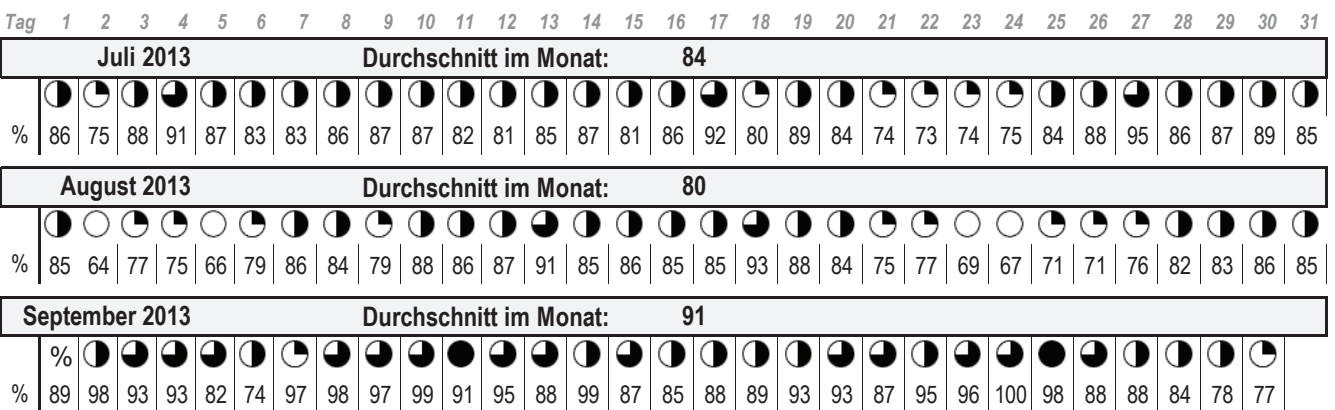 Tag 1 2 3 4 5 6 7 8 9 10 11 12 13 14 15 16 17 18 19 20 21 22 23 24 25 26 27 28 29 30 31
Juli 2013 Durchschnitt im Monat: 84
% 86 75 88 91 87 83 83 86 87 87 82 81 85 87 81 86 92 80 89 84 74 73 74 75 84 88 95 86 87 89 85
August 2013 Durchschnitt im Monat: 80
% 85 64 77 75 66 79 86 84 79 88 86 87 91 85 86 85 85 93 88 84 75 77 69 67 71 71 76 82 83 86 85
September 2013 Durchschnitt im Monat: 91
%
% 89 98 93 93 82 74 97 98 97 99 91 95 88 99 87 85 88 89 93 93 87 95 96 100 98 88 88 84 78 77